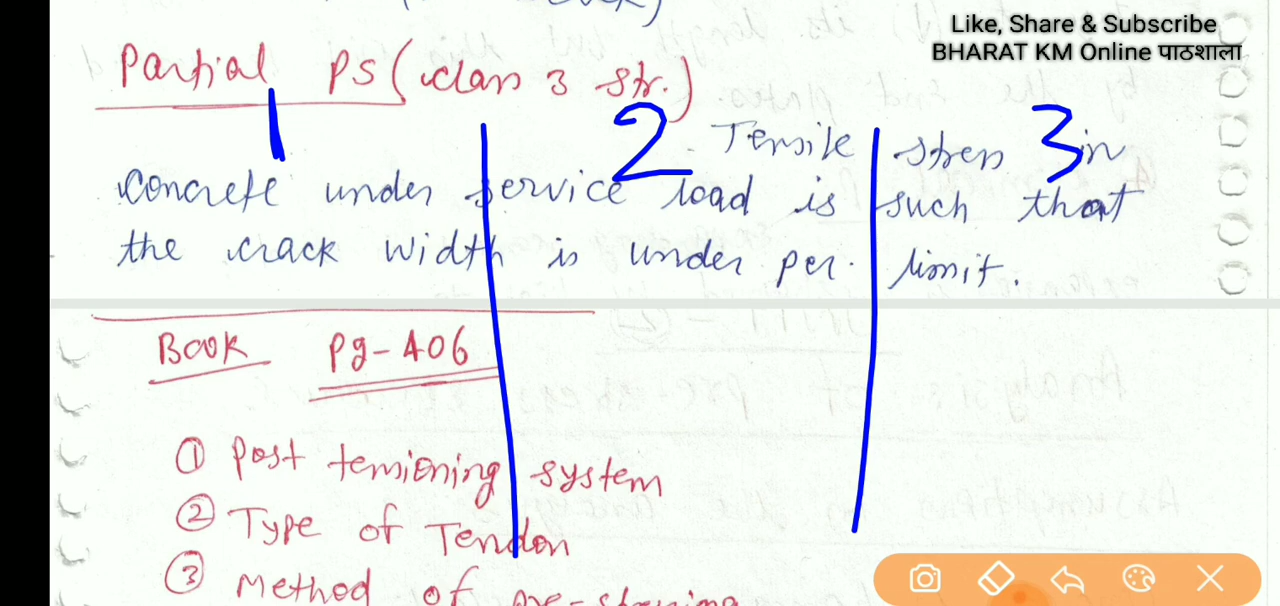 Like, Share & Subscribe
BHARAT KM Online पाठशाला
Partial PS (class 3 str.)
1 2 3
Tensile stress in
concrete under service load is such that
the crack width is under per. limit.
Book pg-406
① Post tensioning system
② Type of Tendon
③ Method of pre-stressing